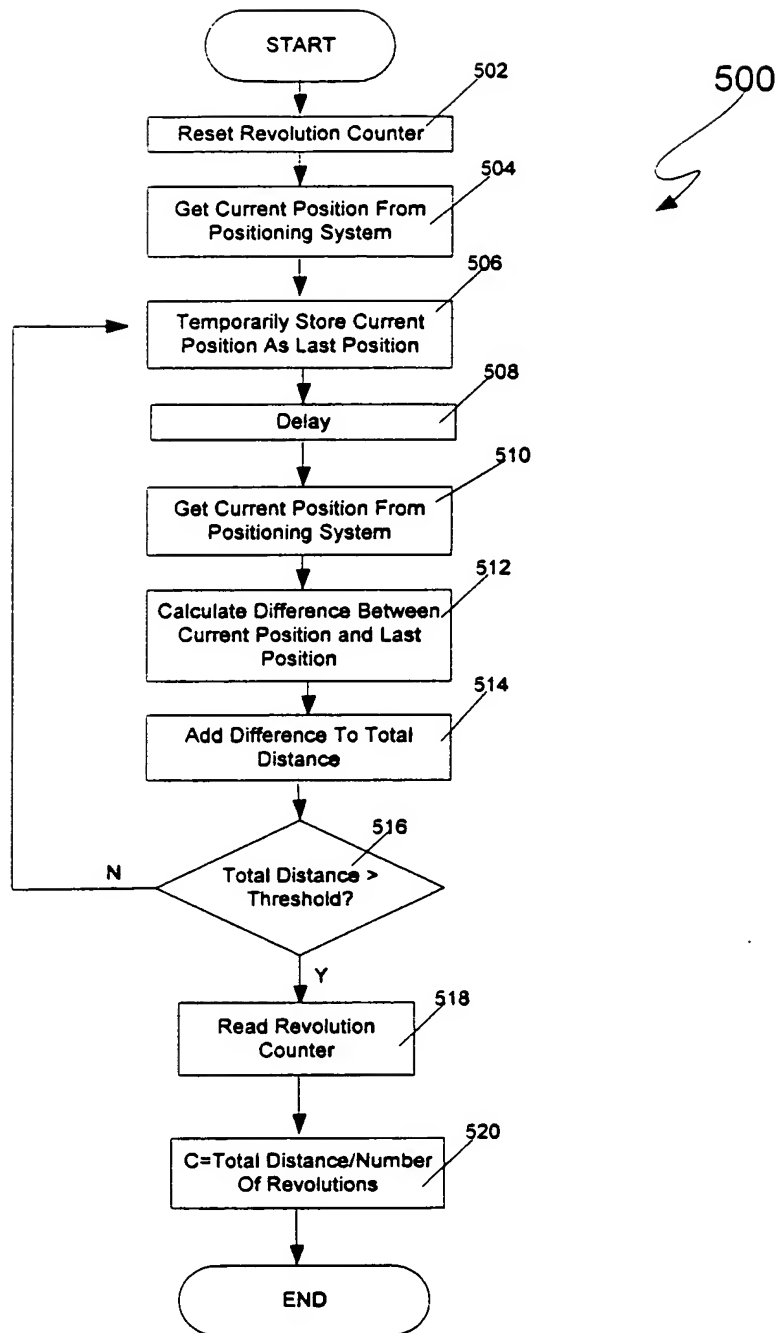 START
502
500
Reset Revolution Counter
504
Get Current Position From
Positioning System
506
Temporarily Store Current
Position As Last Position
508
Delay
510
Get Current Position From
Positioning System
512
Calculate Difference Between
Current Position and Last
Position
514
Add Difference To Total
Distance
516
N
Total Distance >
Threshold?
Y
518
Read Revolution
Counter
520
C=Total Distance/Number
Of Revolutions
END